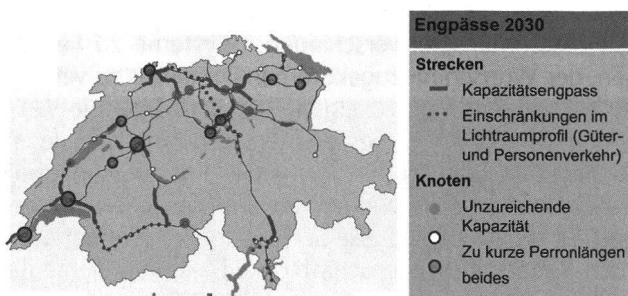 Engpässe 2030
Strecken
Kapazitätsengpass
Einschränkungen im
Lichtraumprofil (Güter-
und Personenverkehr)
Knoten
Unzureichende
Kapazität
Zu kurze Perronlängen
beides